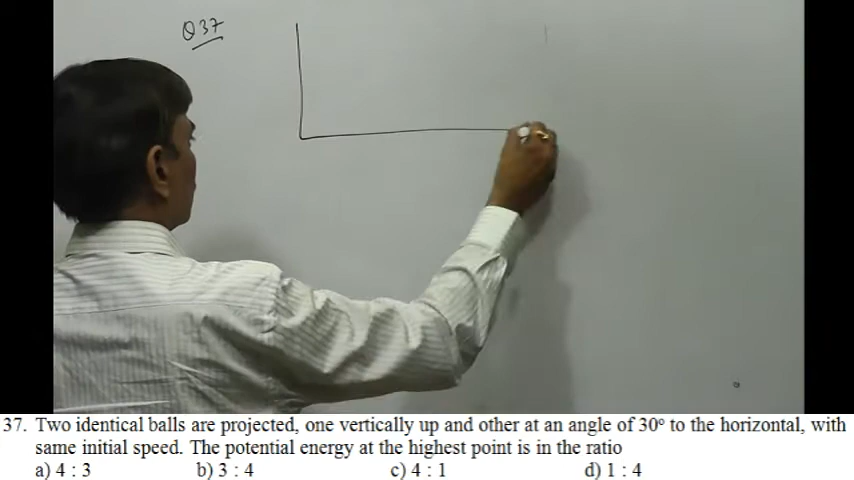 Q37
37. Two identical balls are projected, one vertically up and other at an angle of 30º to the horizontal, with
same initial speed. The potential energy at the highest point is in the ratio
a) 4 : 3 b) 3 : 4 c) 4 : 1 d) 1 : 4